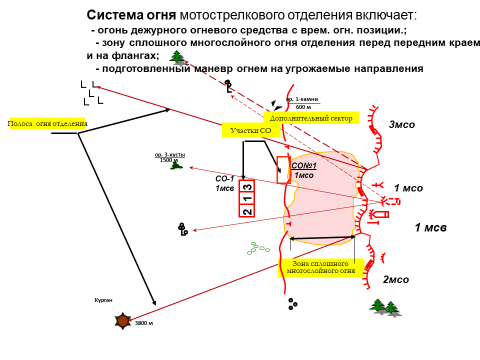 Система огня мотострелкового отделения включает:
- огонь дежурного огневого средства с врем. огн. позиции.;
- зону сплошного многослойного огня отделения перед передним краем
и на флангах;
- подготовленный маневр огнем на угрожаемые направления
ор. 1-камни
600 м
Дополнительный сектор
Полоса огня отделения
Участки СО
3мсо
ор. 3-кусты
1500 м
СО№1
1мсо
СО-1
1мсв
2 1 3
1 мсо
1 мсв
Зона сплошного
многослойного огня
2мсо
Курган
3800 м